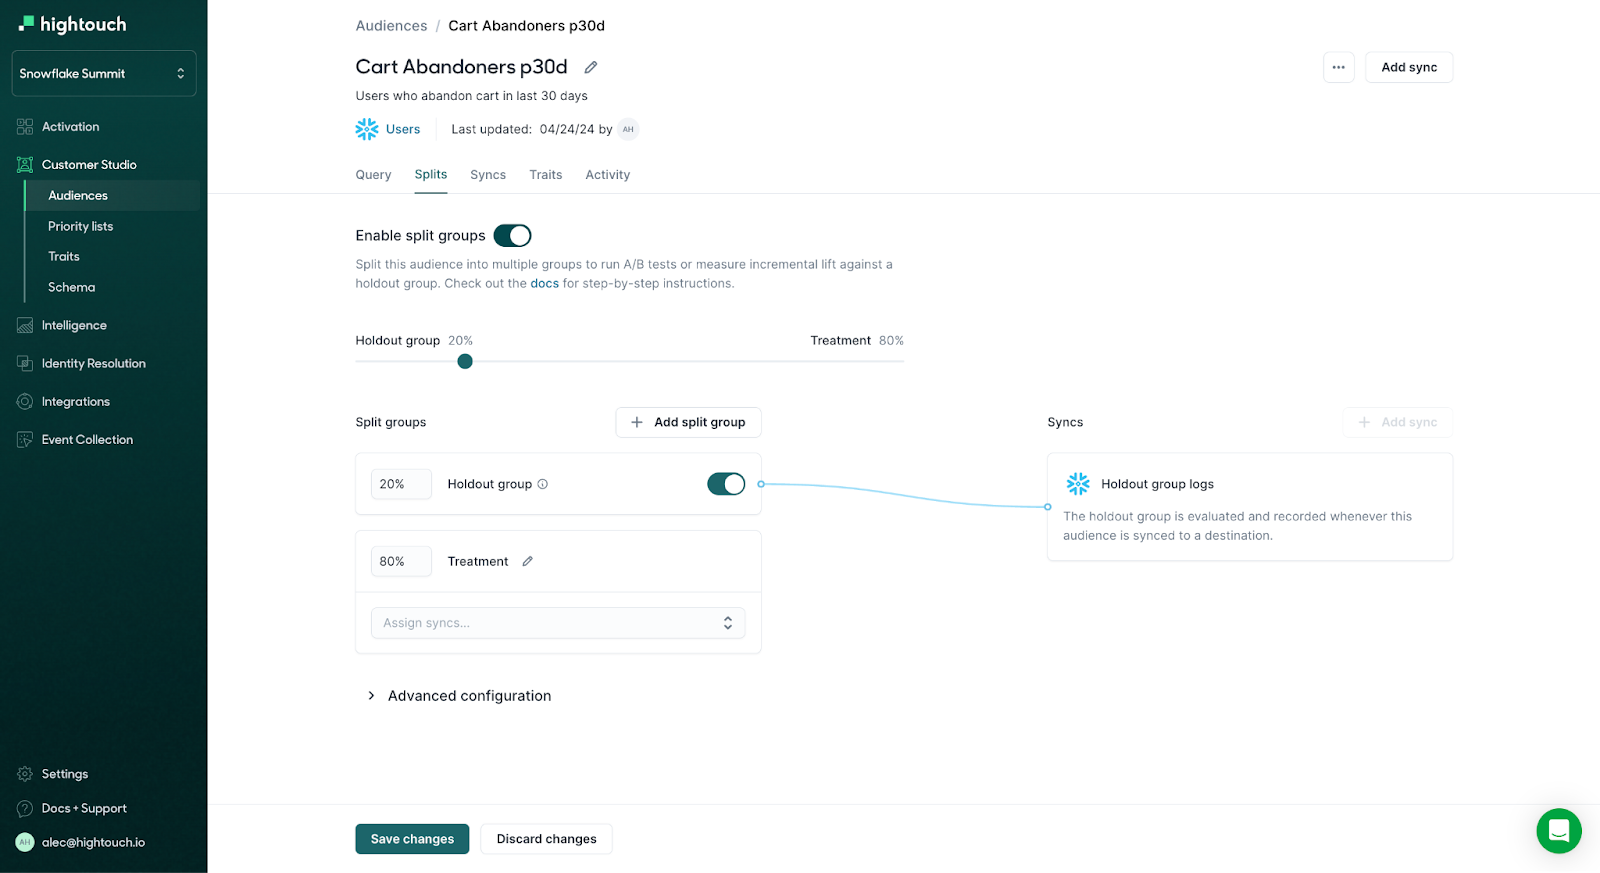 hightouch
Snowflake Summit
Activation
Customer Studio
Audiences
Priority lists
Traits
Schema
Intelligence
Identity Resolution
Integrations
Event Collection
Settings
Docs + Support
AH alec@hightouch.io
Audiences / Cart Abandoners p30d
Cart Abandoners p30d
Add sync
Users who abandon cart in last 30 days
Users Last updated: 04/24/24 by AH
Query Splits Syncs Traits Activity
Enable split groups
Split this audience into multiple groups to run A/B tests or measure incremental lift against a
holdout group. Check out the docs for step-by-step instructions.
Holdout group 20% Treatment 80%
Split groups + Add split group
20% Holdout group
80% Treatment
Assign syncs...
Syncs + Add sync
Holdout group logs
The holdout group is evaluated and recorded whenever this
audience is synced to a destination.
Advanced configuration
Save changes Discard changes